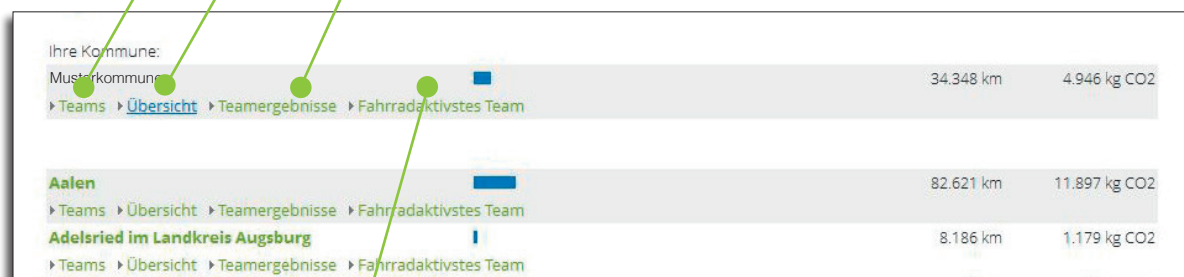 Ihre Kommune:
Musterkommune 34.348 km 4.946 kg CO2
Teams Übersicht Teamergebnisse Fahrradaktivstes Team
Aalen 82.621 km 11.897 kg CO2
Teams Übersicht Teamergebnisse Fahrradaktivstes Team
Adelsried im Landkreis Augsburg 8.186 km 1.179 kg CO2
Teams Übersicht Teamergebnisse Fahrradaktivstes Team